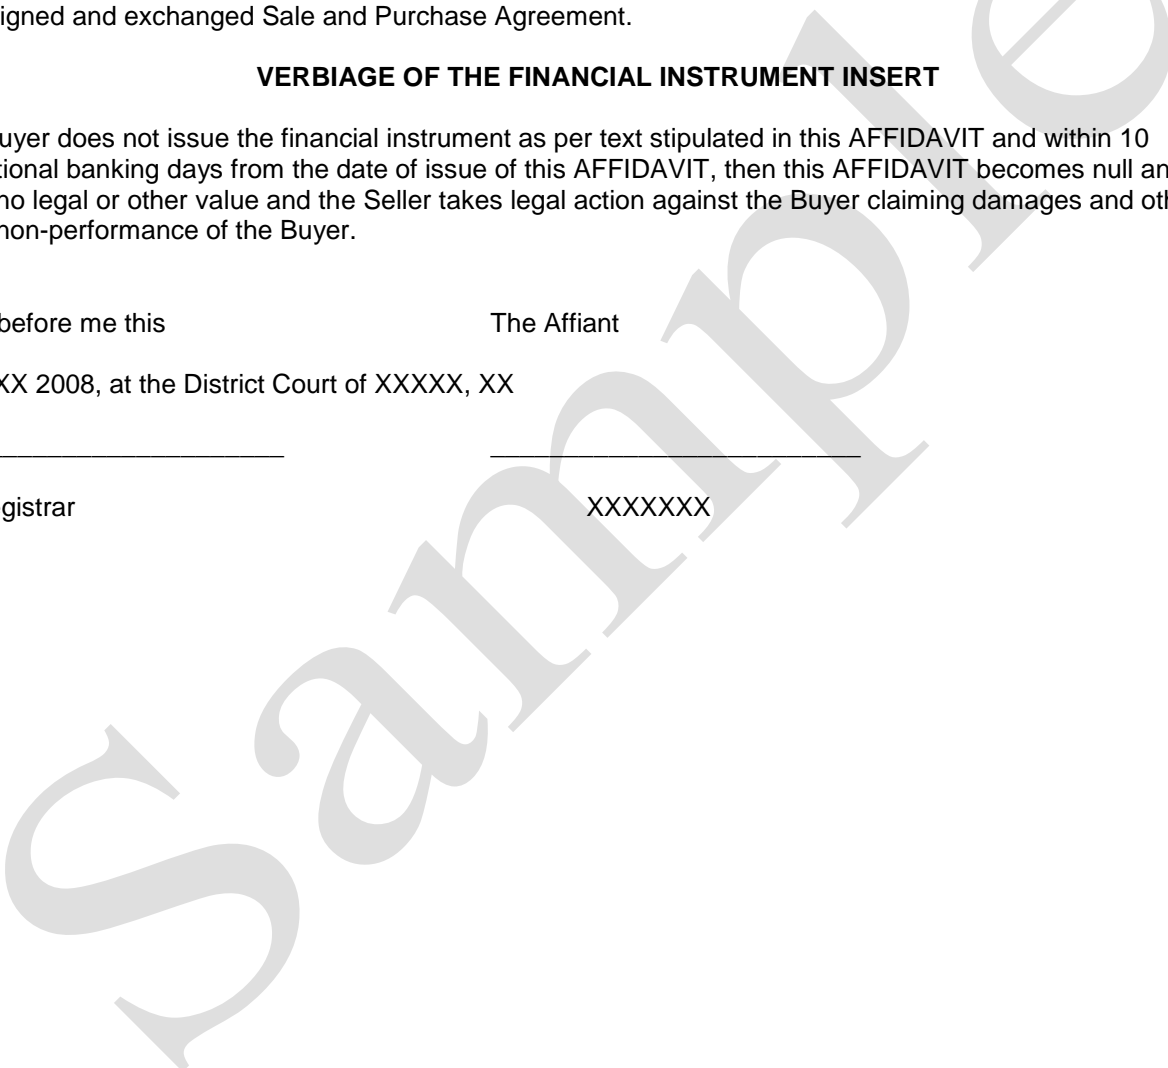 igned and exchanged Sale and Purchase Agreement.
VERBIAGE OF THE FINANCIAL INSTRUMENT INSERT
uyer does not issue the financial instrument as per text stipulated in this AFFIDAVIT and within 10
tional banking days from the date of issue of this AFFIDAVIT, then this AFFIDAVIT becomes null an
no legal or other value and the Seller takes legal action against the Buyer claiming damages and oth
non-performance of the Buyer.
before me this The Affiant
XX 2008, at the District Court of XXXXX, XX
gistrar XXXXXXX
Sample